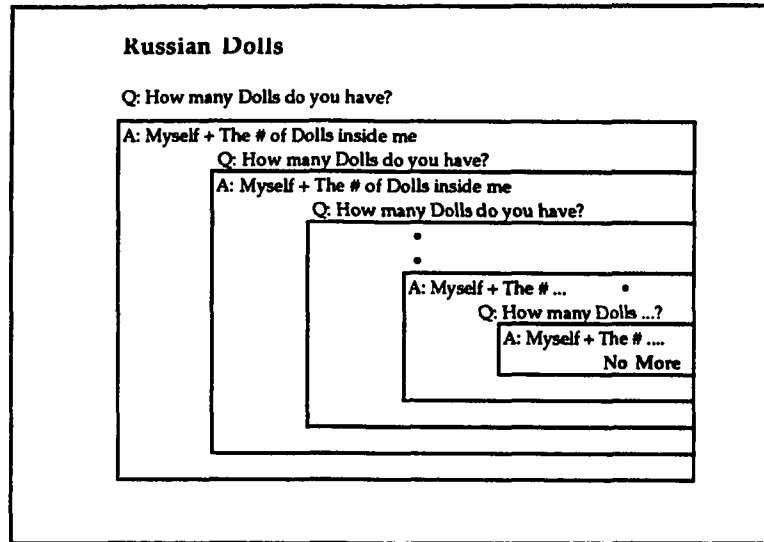 Russian Dolls
Q: How many Dolls do you have?
A: Myself + The # of Dolls inside me
Q: How many Dolls do you have?
A: Myself + The # of Dolls inside me
Q: How many Dolls do you have?
A: Myself + The # ...
Q: How many Dolls ...?
A: Myself + The # ....
No More